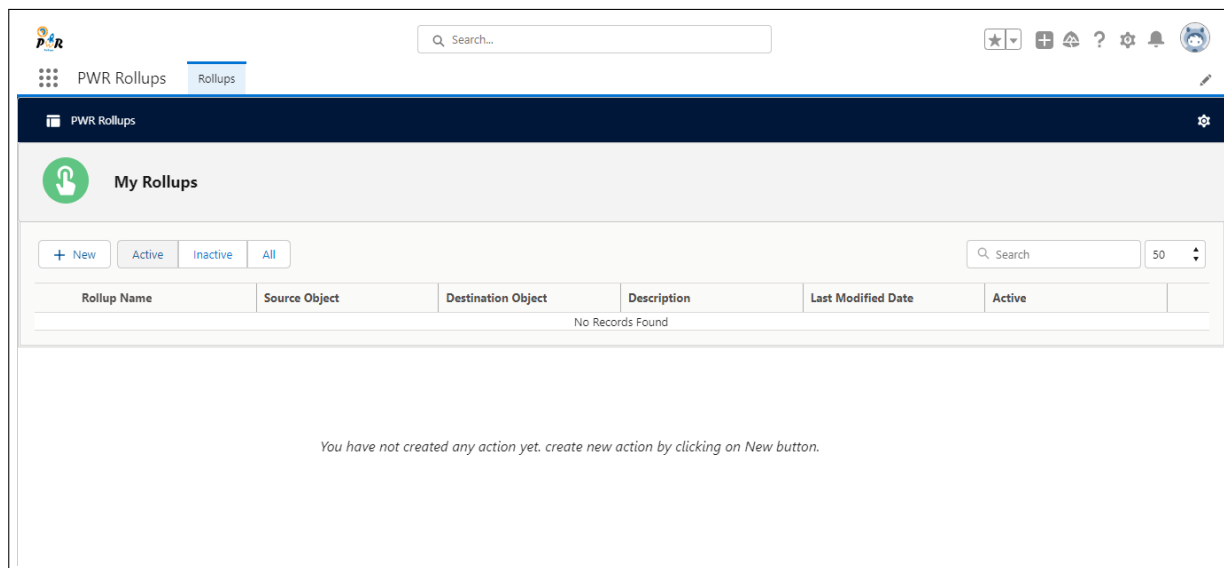 PWR
Search...
PWR Rollups Rollups
PWR Rollups
My Rollups
+ New Active Inactive All Search 50
Rollup Name Source Object Destination Object Description Last Modified Date Active
No Records Found
You have not created any action yet. create new action by clicking on New button.